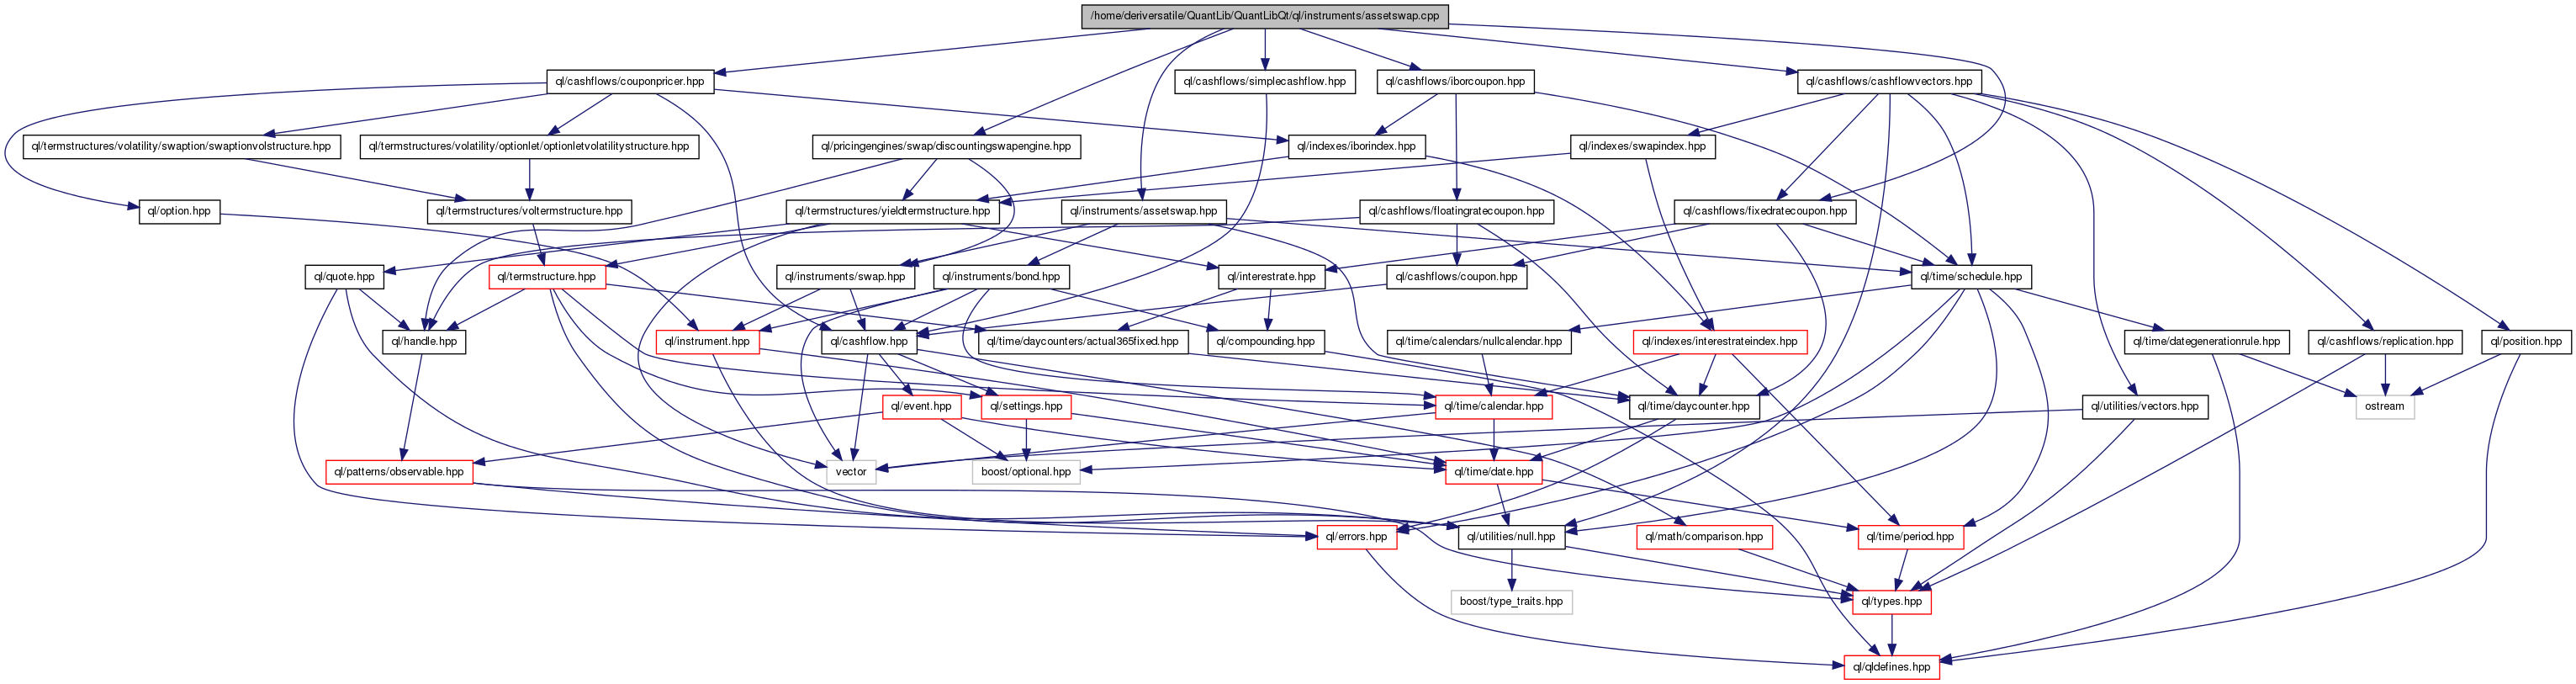 /home/deriversatile/QuantLib/QuantLibQt/ql/instruments/assetswap.cpp
ql/cashflows/couponpricer.hpp
ql/cashflows/simplecashflow.hpp
ql/cashflows/iborcoupon.hpp
ql/cashflows/cashflowvectors.hpp
ql/termstructures/volatility/swaption/swaptionvolstructure.hpp
ql/termstructures/volatility/optionlet/optionletvolatilitystructure.hpp
ql/pricingengines/swap/discountingswapengine.hpp
ql/indexes/iborindex.hpp
ql/indexes/swapindex.hpp
ql/option.hpp
ql/termstructures/voltermstructure.hpp
ql/termstructures/yieldtermstructure.hpp
ql/instruments/assetswap.hpp
ql/cashflows/floatingratecoupon.hpp
ql/cashflows/fixedratecoupon.hpp
ql/quote.hpp
ql/termstructure.hpp
ql/instruments/swap.hpp
ql/instruments/bond.hpp
ql/interestrate.hpp
ql/cashflows/coupon.hpp
ql/time/schedule.hpp
ql/handle.hpp
ql/instrument.hpp
ql/cashflow.hpp
ql/time/daycounters/actual365fixed.hpp
ql/compounding.hpp
ql/time/calendars/nullcalendar.hpp
ql/indexes/interestrateindex.hpp
ql/time/dategenerationrule.hpp
ql/cashflows/replication.hpp
ql/position.hpp
ql/event.hpp
ql/settings.hpp
ql/time/calendar.hpp
ql/time/daycounter.hpp
ql/utilities/vectors.hpp
ostream
ql/patterns/observable.hpp
vector
boost/optional.hpp
ql/time/date.hpp
ql/errors.hpp
ql/utilities/null.hpp
ql/math/comparison.hpp
ql/time/period.hpp
boost/type_traits.hpp
ql/types.hpp
ql/qldefines.hpp